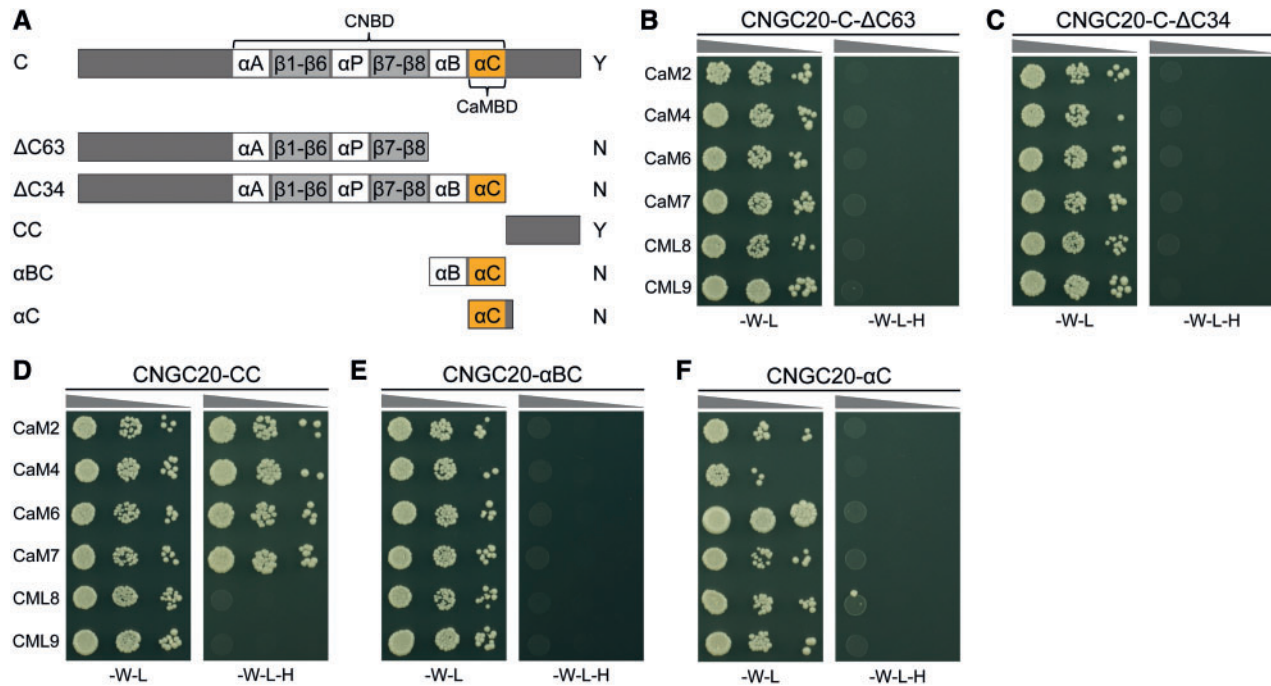 A
CNBD
C αA β1-β6 αP β7-β8 αB αC Y
CaMBD
ΔC63 αA β1-β6 αP β7-β8 N
ΔC34 αA β1-β6 αP β7-β8 αB αC N
CC Y
αBC αB αC N
αC αC N
B CNGC20-C-ΔC63
CaM2
CaM4
CaM6
CaM7
CML8
CML9
-W-L -W-L-H
C CNGC20-C-ΔC34
-W-L -W-L-H
D CNGC20-CC
CaM2
CaM4
CaM6
CaM7
CML8
CML9
-W-L -W-L-H
E CNGC20-αBC
-W-L -W-L-H
F CNGC20-αC
-W-L -W-L-H